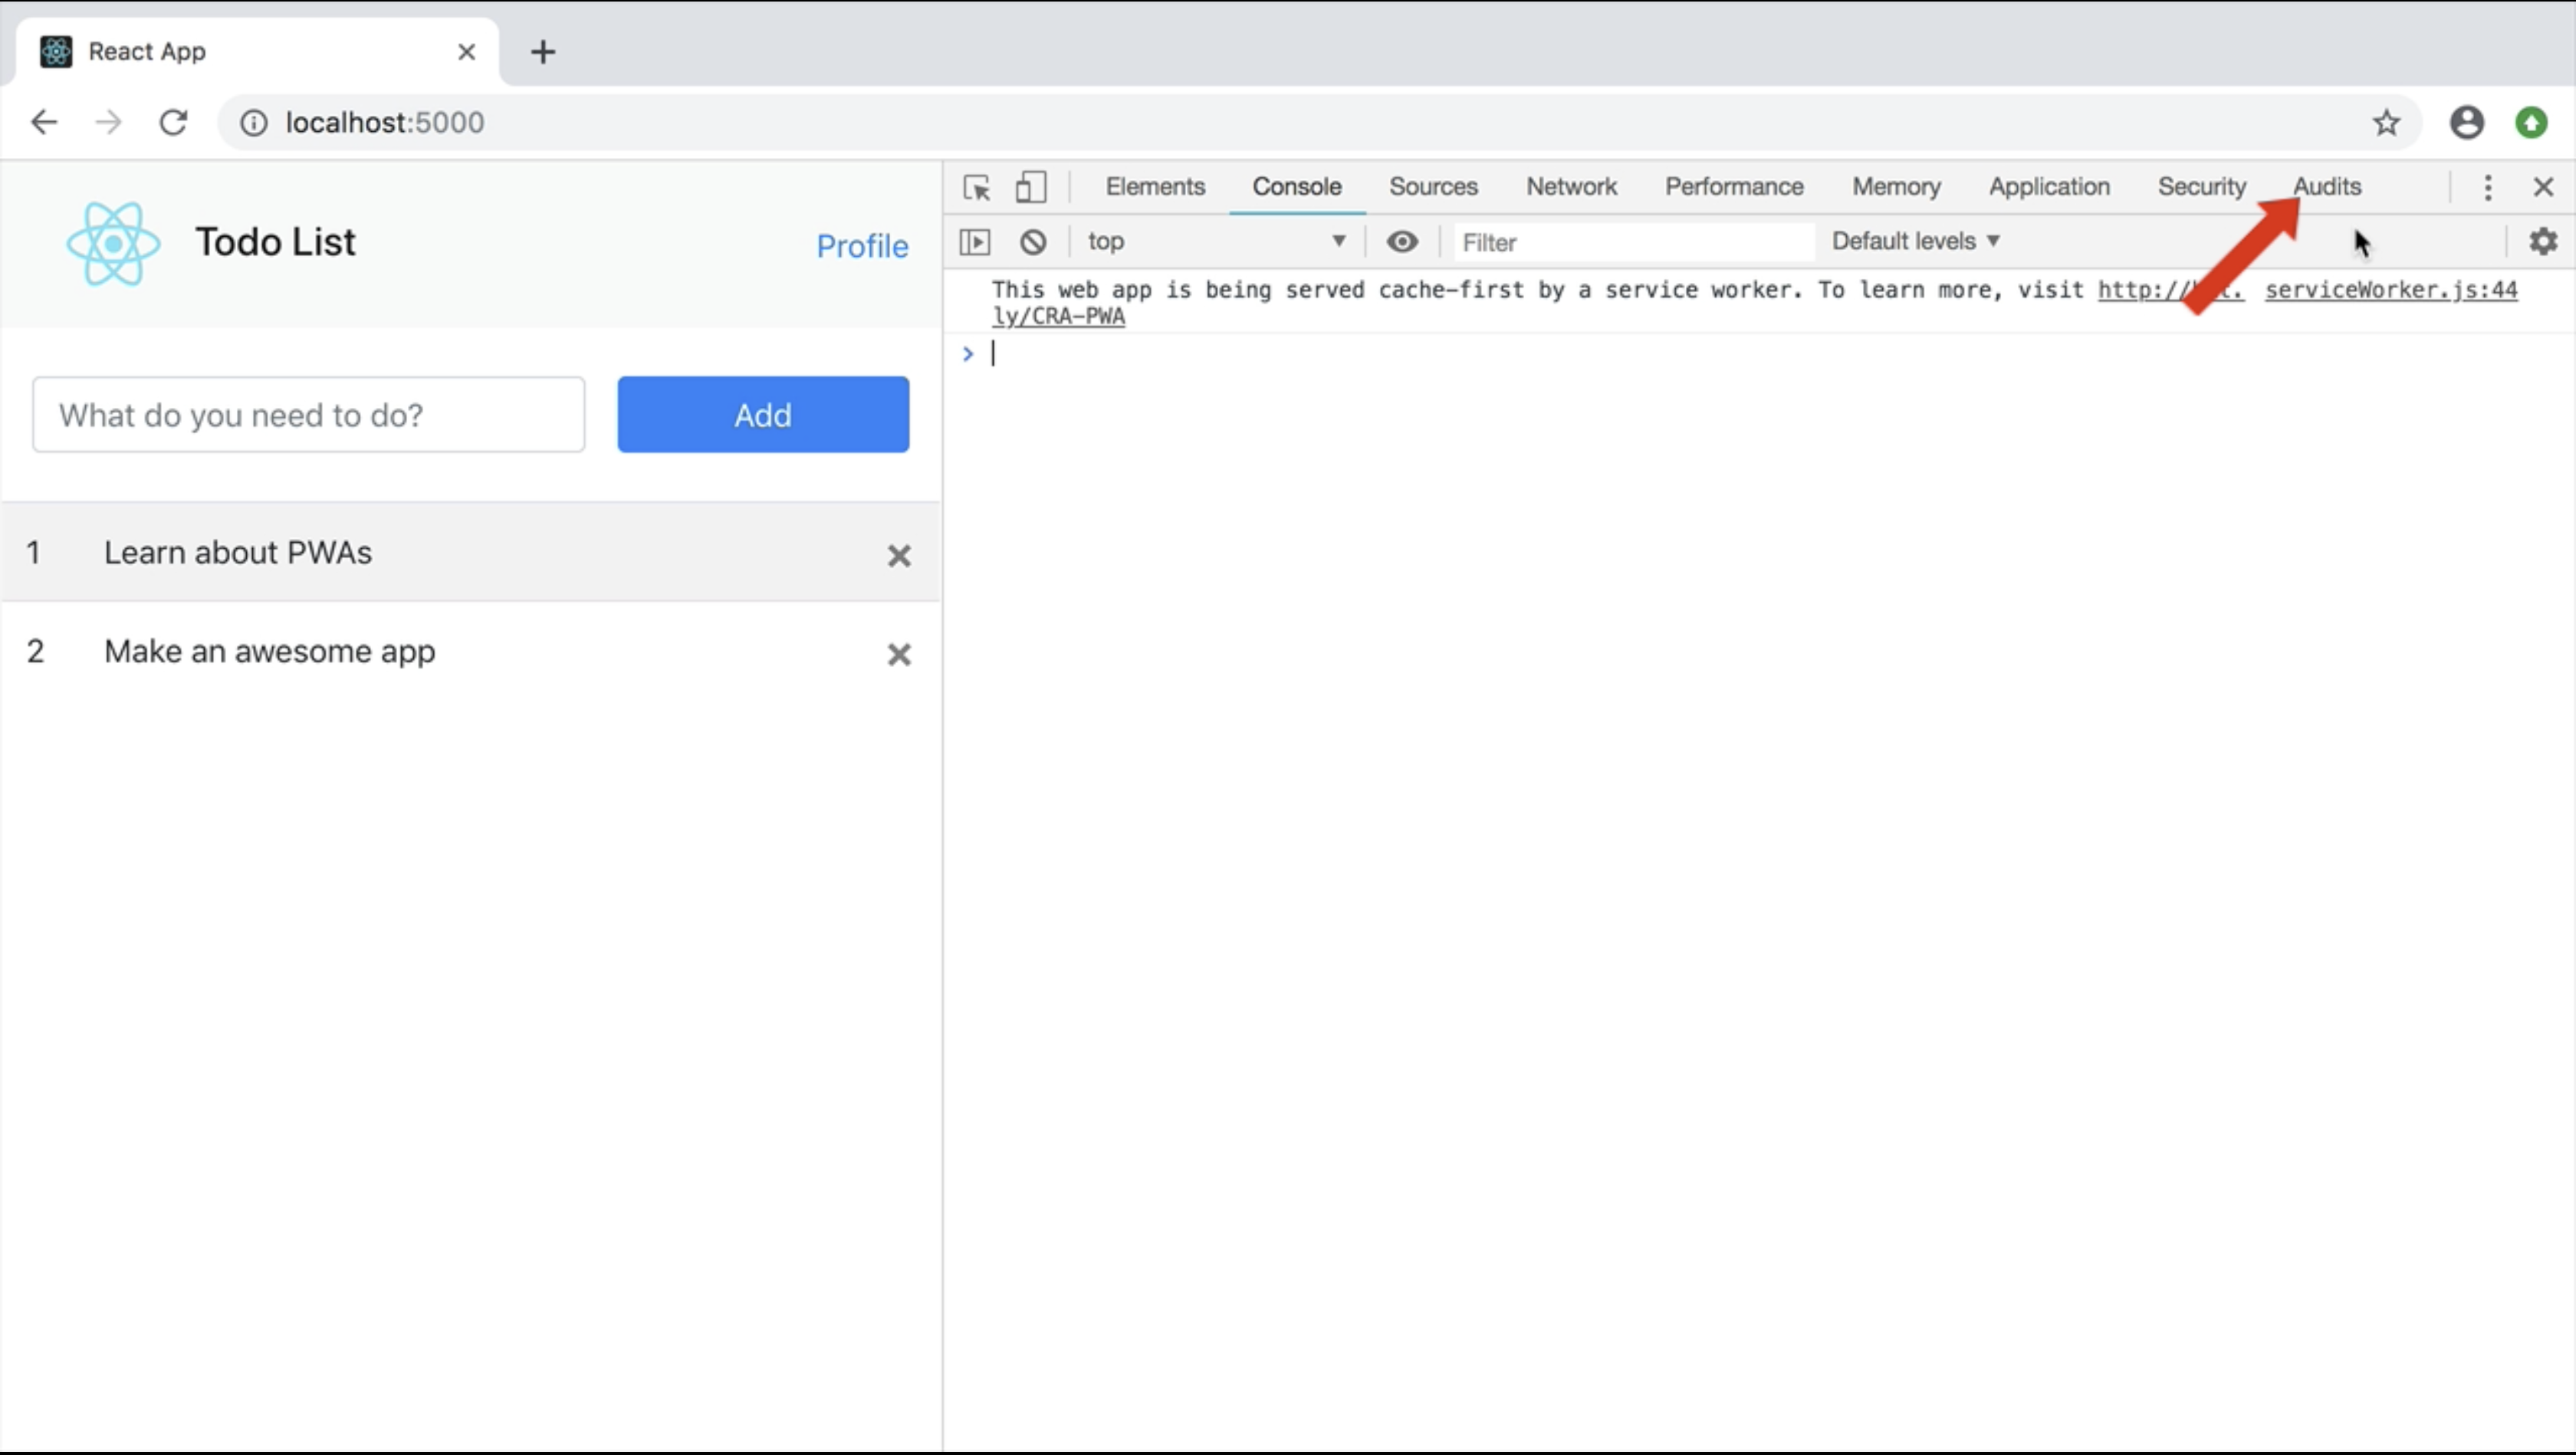 React App
localhost:5000
Todo List
Profile
What do you need to do?
Add
1 Learn about PWAs
2 Make an awesome app
Elements Console Sources Network Performance Memory Application Security Audits
top Filter Default levels
This web app is being served cache-first by a service worker. To learn more, visit http:// serviceWorker.js:44
ly/CRA-PWA